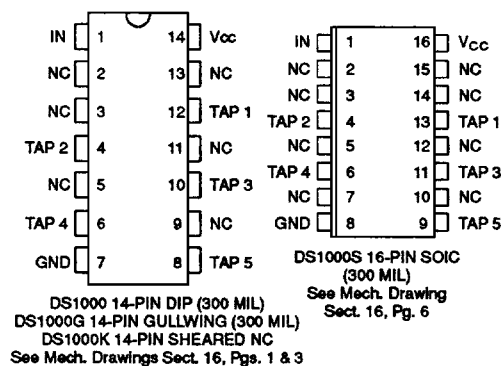 IN 1 14 VCC
NC 2 13 NC
NC 3 12 TAP 1
TAP 2 4 11 NC
NC 5 10 TAP 3
TAP 4 6 9 NC
GND 7 8 TAP 5
DS1000 14-PIN DIP (300 MIL)
DS1000G 14-PIN GULLWING (300 MIL)
DS1000K 14-PIN SHEARED NC
See Mech. Drawings Sect. 16, Pgs. 1 & 3
IN 1 16 VCC
NC 2 15 NC
NC 3 14 NC
TAP 2 4 13 TAP 1
NC 5 12 NC
TAP 4 6 11 TAP 3
NC 7 10 NC
GND 8 9 TAP 5
DS1000S 16-PIN SOIC
(300 MIL)
See Mech. Drawing
Sect. 16, Pg. 6